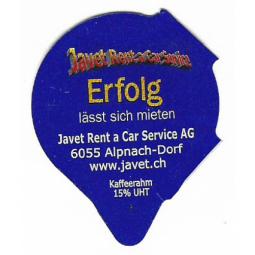 Javet Rent a Car Service
Erfolg
lässt sich mieten
Javet Rent a Car Service AG
6055 Alpnach-Dorf
www.javet.ch
Kaffeerahm
15% UHT